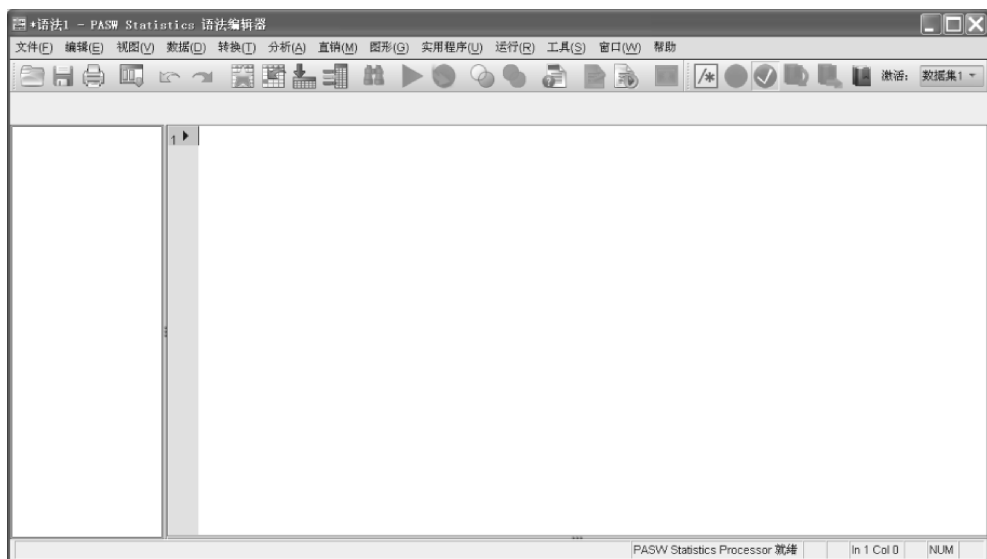 *语法1 - PASW Statistics 语法编辑器
文件(F) 编辑(E) 视图(V) 数据(D) 转换(T) 分析(A) 直销(M) 图形(G) 实用程序(U) 运行(R) 工具(S) 窗口(W) 帮助
/* 激活: 数据集1
1
PASW Statistics Processor 就绪 In 1 Col 0 NUM